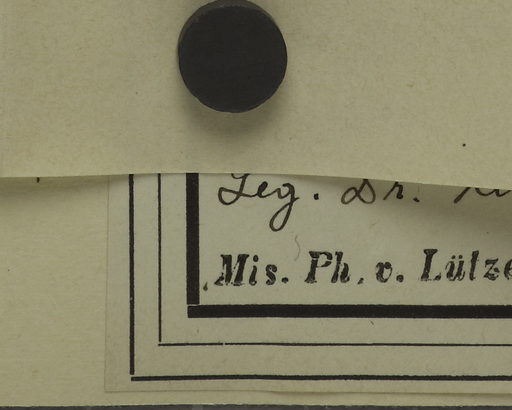 Leg. Dr.
Mis. Ph. v. Lütze